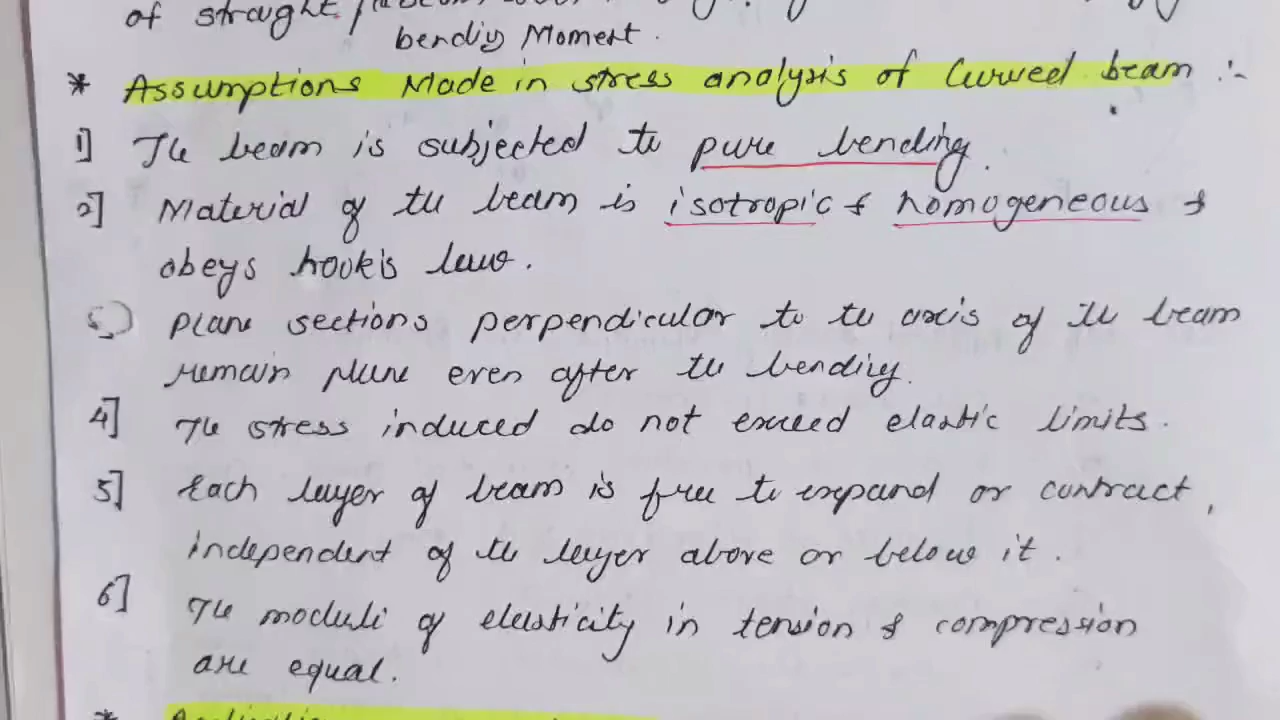 of straught
bendiy Moment.
* Assumptions Made in stress analysis of Curved beam :-
1] The beam is subjected to pure bending.
2] Material of the beam is isotropic & homogeneous &
obeys hook's law.
plane sections perpendicular to the axis of the beam
remain plane even after the bending.
4] The stress induced do not exceed elastic limits.
5] Each layer of beam is free to expand or contract,
independent of the layer above or below it.
6] The moduli of elasticity in tension & compression
are equal.
*